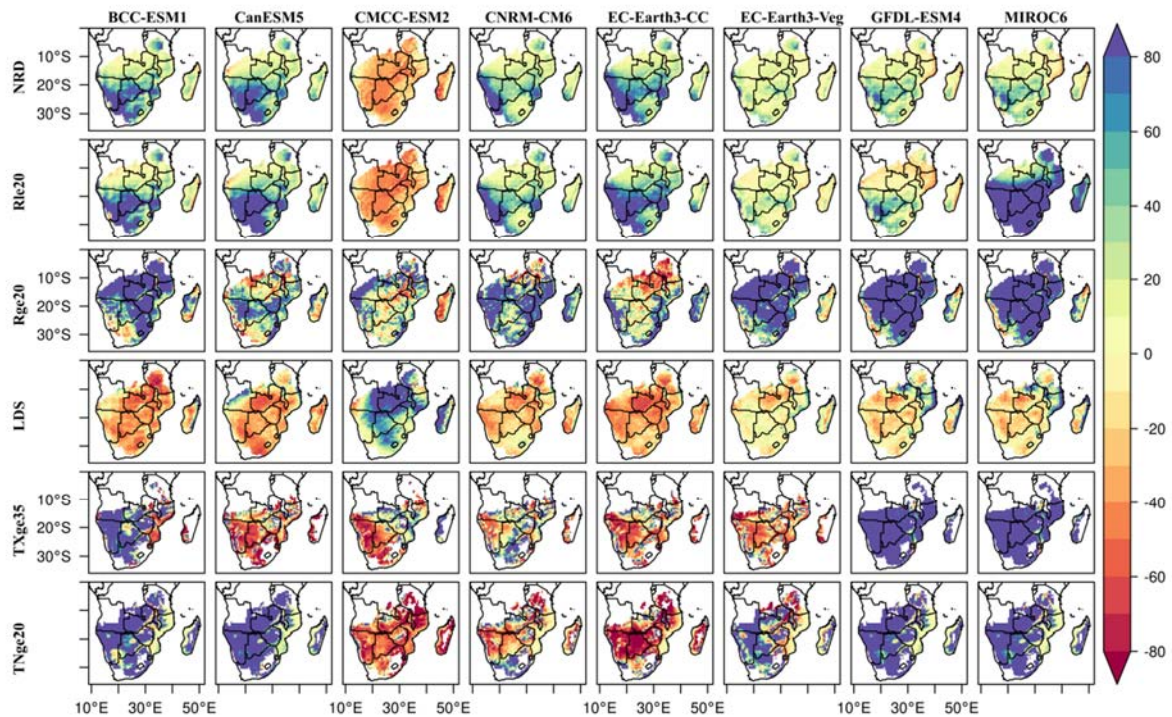 BCC-ESM1 CanESM5 CMCC-ESM2 CNRM-CM6 EC-Earth3-CC EC-Earth3-Veg GFDL-ESM4 MIROC6
NRD
10°S
20°S
30°S
Rle20
Rge20
10°S
20°S
30°S
LDS
TXge35
10°S
20°S
30°S
TNge20
10°E 30°E 50°E 10°E 30°E 50°E 10°E 30°E 50°E 10°E 30°E 50°E
80
60
40
20
0
-20
-40
-60
-80